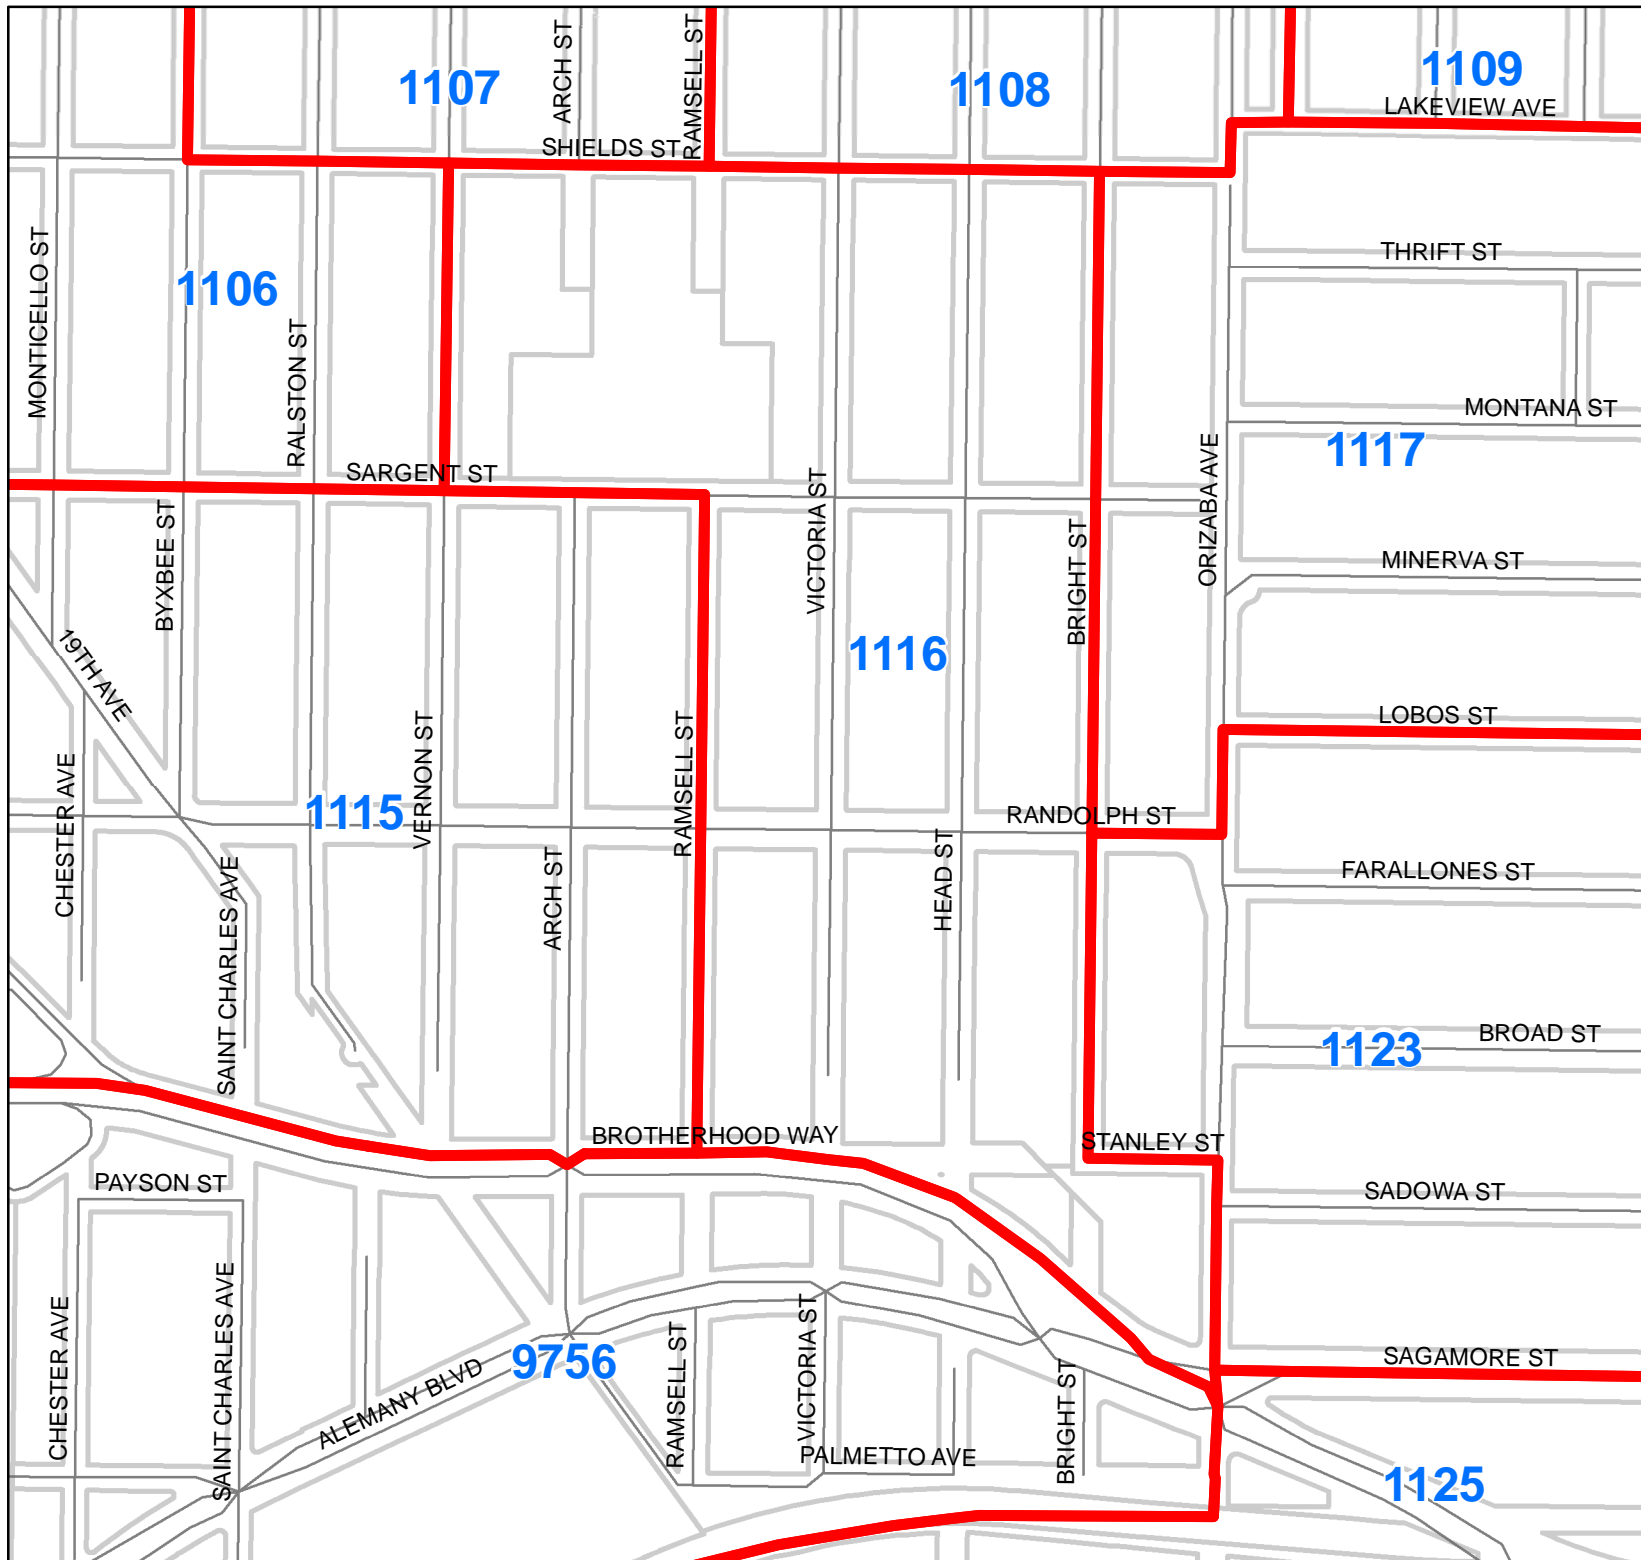 1107
ARCH ST
RAMSELL ST
1108
1109
LAKEVIEW AVE
SHIELDS ST
MONTICELLO ST
1106
THRIFT ST
RALSTON ST
MONTANA ST
1117
SARGENT ST
BYXBEE ST
VICTORIA ST
BRIGHT ST
ORIZABA AVE
MINERVA ST
19TH AVE
1116
LOBOS ST
CHESTER AVE
VERNON ST
RAMSELL ST
1115
RANDOLPH ST
SAINT CHARLES AVE
ARCH ST
HEAD ST
FARALLONES ST
BROAD ST
1123
BROTHERHOOD WAY
STANLEY ST
PAYSON ST
SADOWA ST
CHESTER AVE
SAINT CHARLES AVE
ALEMANY BLVD
9756
RAMSELL ST
VICTORIA ST
BRIGHT ST
SAGAMORE ST
PALMETTO AVE
1125